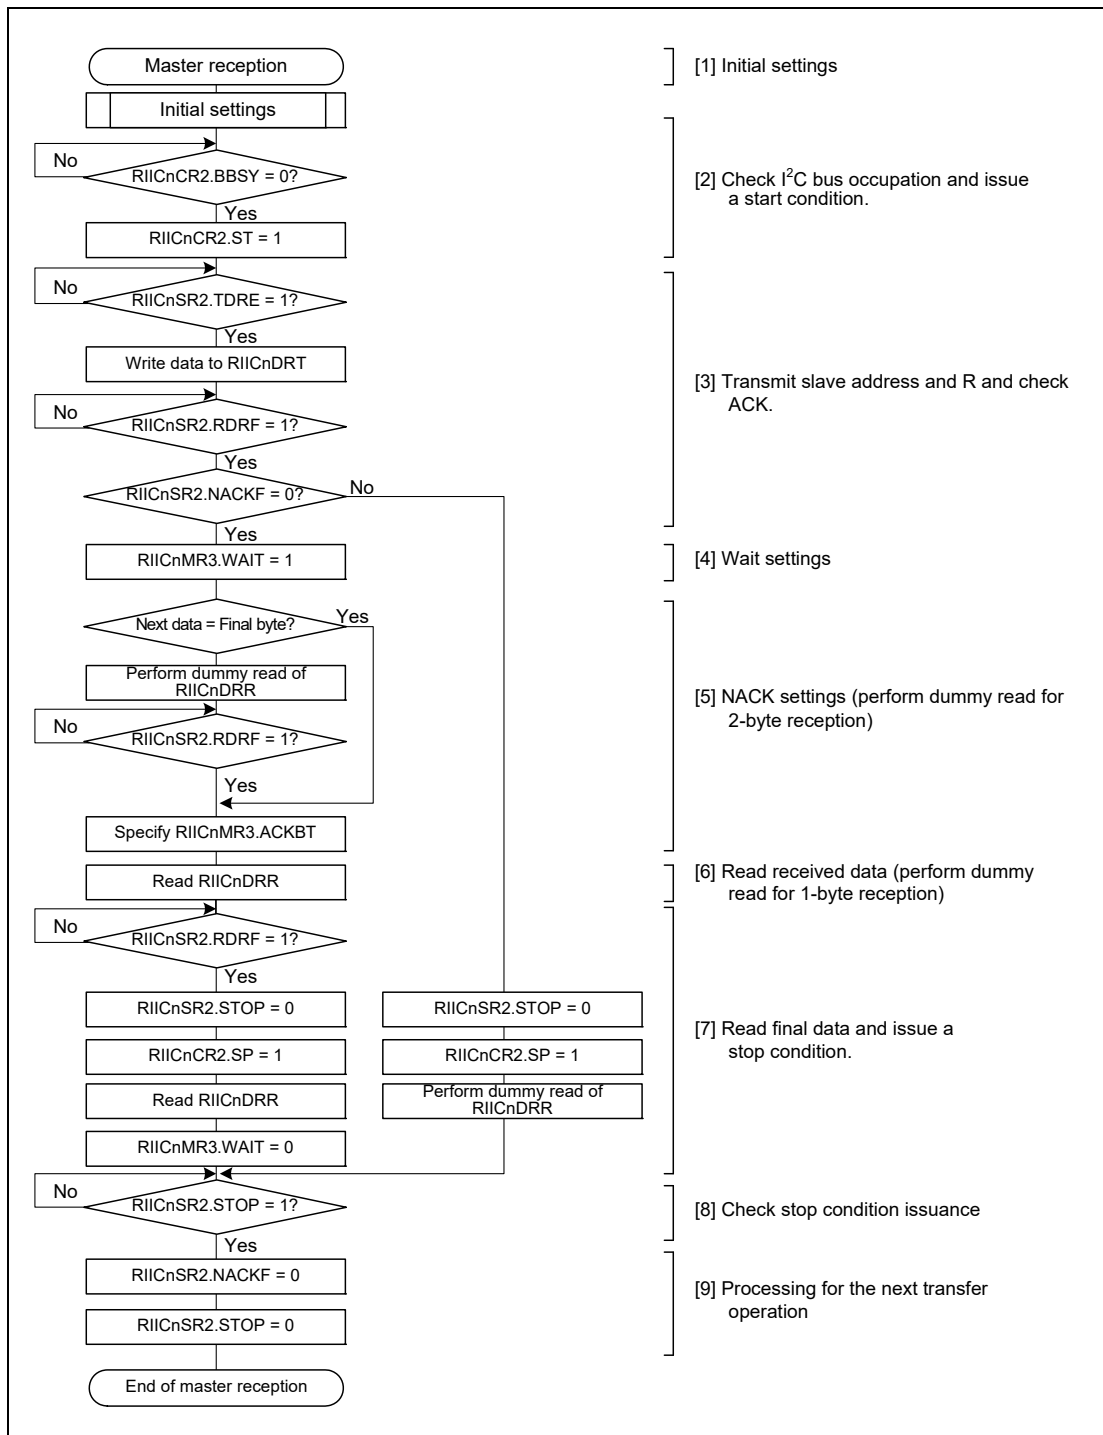 Master reception
[1] Initial settings
Initial settings
No
RIICnCR2.BBSY = 0?
[2] Check I2C bus occupation and issue
a start condition.
Yes
RIICnCR2.ST = 1
No
RIICnSR2.TDRE = 1?
Yes
Write data to RIICnDRT
[3] Transmit slave address and R and check
ACK.
No
RIICnSR2.RDRF = 1?
Yes
RIICnSR2.NACKF = 0?
No
Yes
RIICnMR3.WAIT = 1
[4] Wait settings
Next data = Final byte?
Yes
Perform dummy read of
RIICnDRR
[5] NACK settings (perform dummy read for
2-byte reception)
No
RIICnSR2.RDRF = 1?
Yes
Specify RIICnMR3.ACKBT
Read RIICnDRR
[6] Read received data (perform dummy
read for 1-byte reception)
No
RIICnSR2.RDRF = 1?
Yes
RIICnSR2.STOP = 0
RIICnSR2.STOP = 0
[7] Read final data and issue a
stop condition.
RIICnCR2.SP = 1
RIICnCR2.SP = 1
Read RIICnDRR
Perform dummy read of
RIICnDRR
RIICnMR3.WAIT = 0
No
RIICnSR2.STOP = 1?
[8] Check stop condition issuance
Yes
RIICnSR2.NACKF = 0
[9] Processing for the next transfer
operation
RIICnSR2.STOP = 0
End of master reception